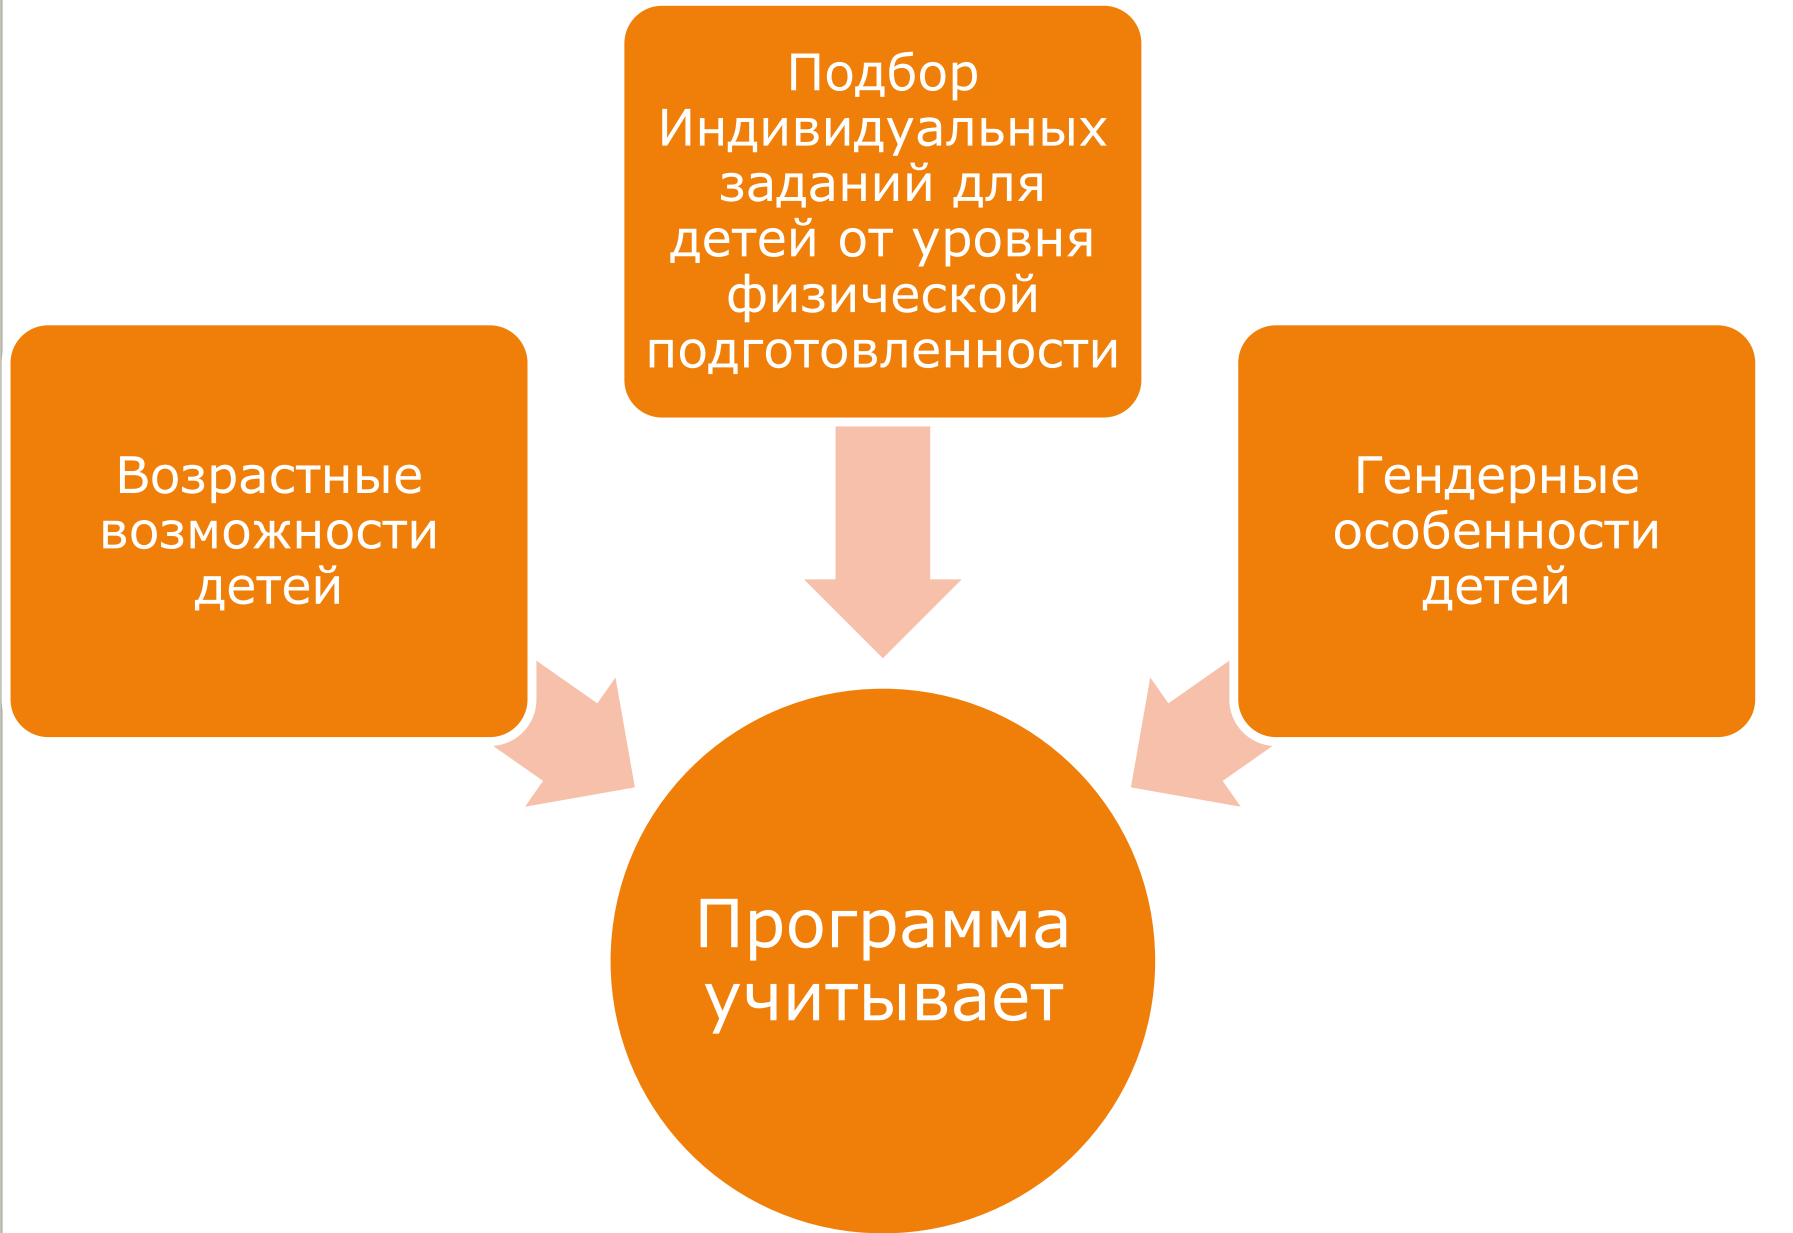 Подбор
Индивидуальных
заданий для
детей от уровня
физической
подготовленности
Возрастные
возможности
детей
Гендерные
особенности
детей
Программа
учитывает